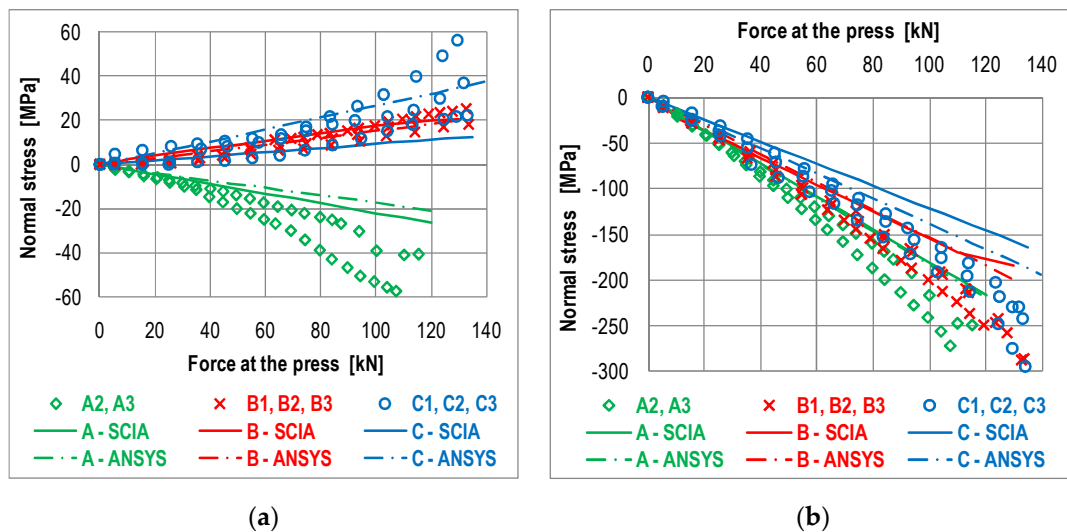 (a)
Normal stress [MPa]
60
40
20
0
-20
-40
-60
0 20 40 60 80 100 120 140
Force at the press [kN]
A2, A3 B1, B2, B3 C1, C2, C3
A - SCIA B - SCIA C - SCIA
A - ANSYS B - ANSYS C - ANSYS
(b)
Force at the press [kN]
0 20 40 60 80 100 120 140
Normal stress [MPa]
0
-50
-100
-150
-200
-250
-300
A2, A3 B1, B2, B3 C1, C2, C3
A - SCIA B - SCIA C - SCIA
A - ANSYS B - ANSYS C - ANSYS
(a) (b)